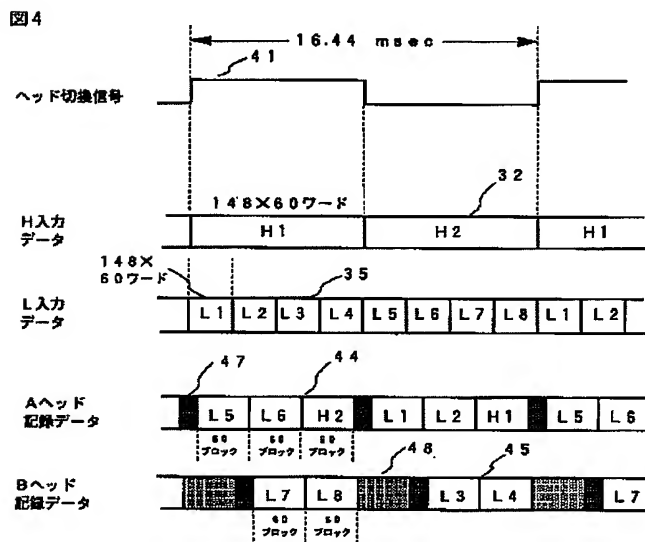 図4
16.44 msec
41
ヘッド切換信号
148×60ワード
32
H入力
データ
H1 H2 H1
148×
60ワード
35
L入力
データ
L1 L2 L3 L4 L5 L6 L7 L8 L1 L2
47 44
Aヘッド
記録データ
L5 L6 H2 L1 L2 H1 L5 L6
60 60 60
ブロック ブロック ブロック
48 45
Bヘッド
記録データ
L7 L8 L3 L4 L7
60 60
ブロック ブロック